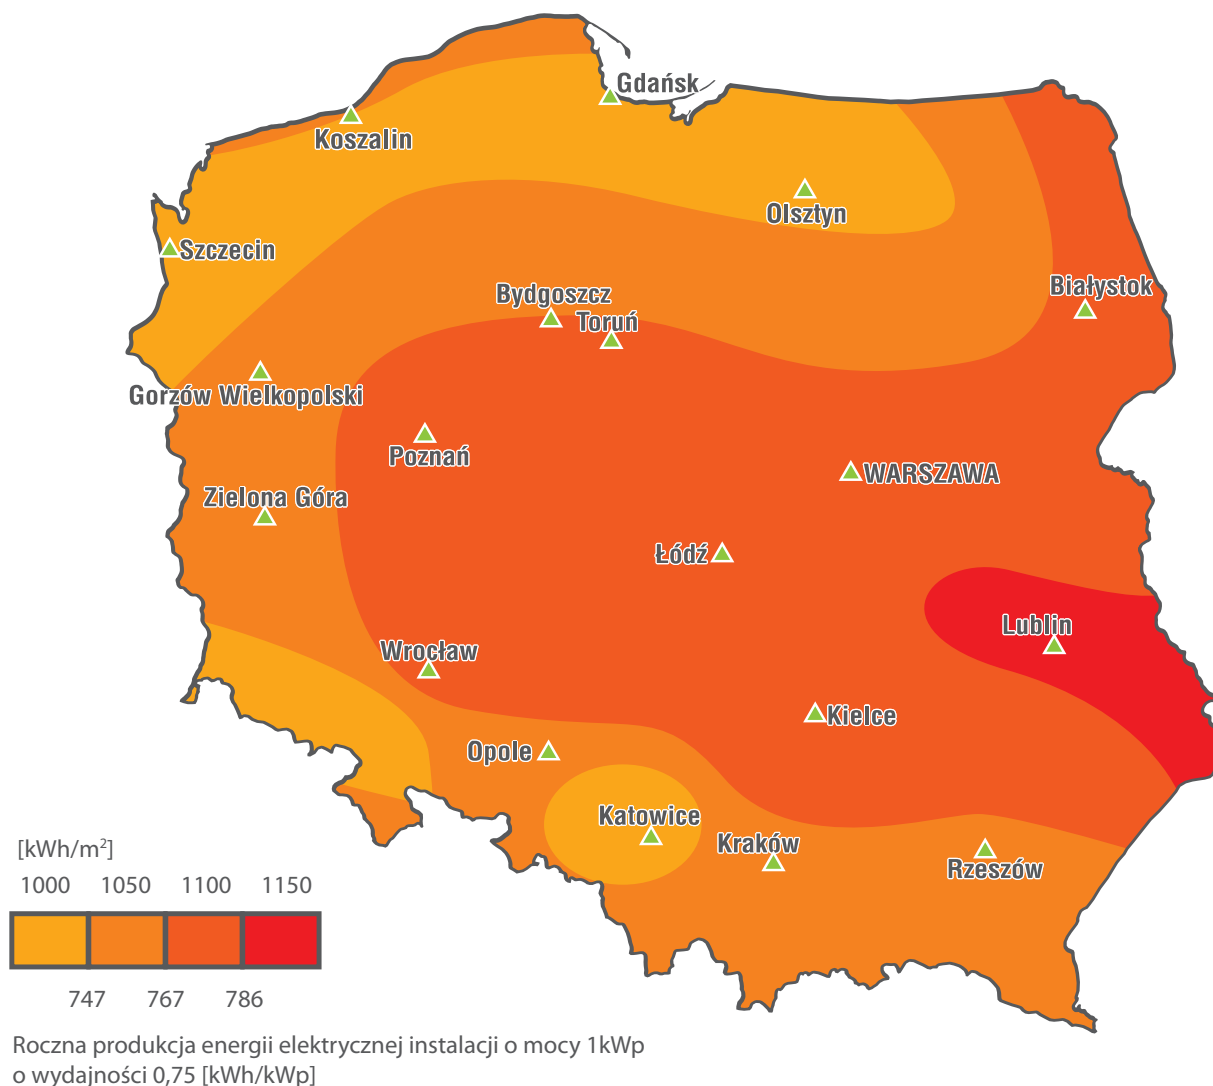 Gdańsk
Koszalin
Olsztyn
Szczecin
Białystok
Bydgoszcz
Toruń
Gorzów Wielkopolski
Poznań
WARSZAWA
Zielona Góra
Łódź
Lublin
Wrocław
Kielce
Opole
Katowice
Kraków
Rzeszów
[kWh/m²]
1000 1050 1100 1150
747 767 786
Roczna produkcja energii elektrycznej instalacji o mocy 1kWp
o wydajności 0,75 [kWh/kWp]